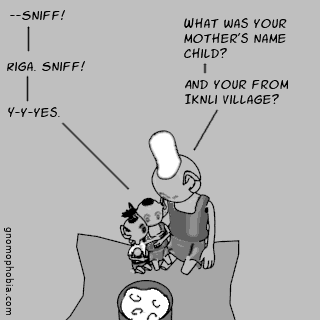 --SNIFF!
WHAT WAS YOUR
MOTHER'S NAME
CHILD?
RIGA. SNIFF!
AND YOUR FROM
IKNLI VILLAGE?
Y-Y-YES.
gnomophobia.com